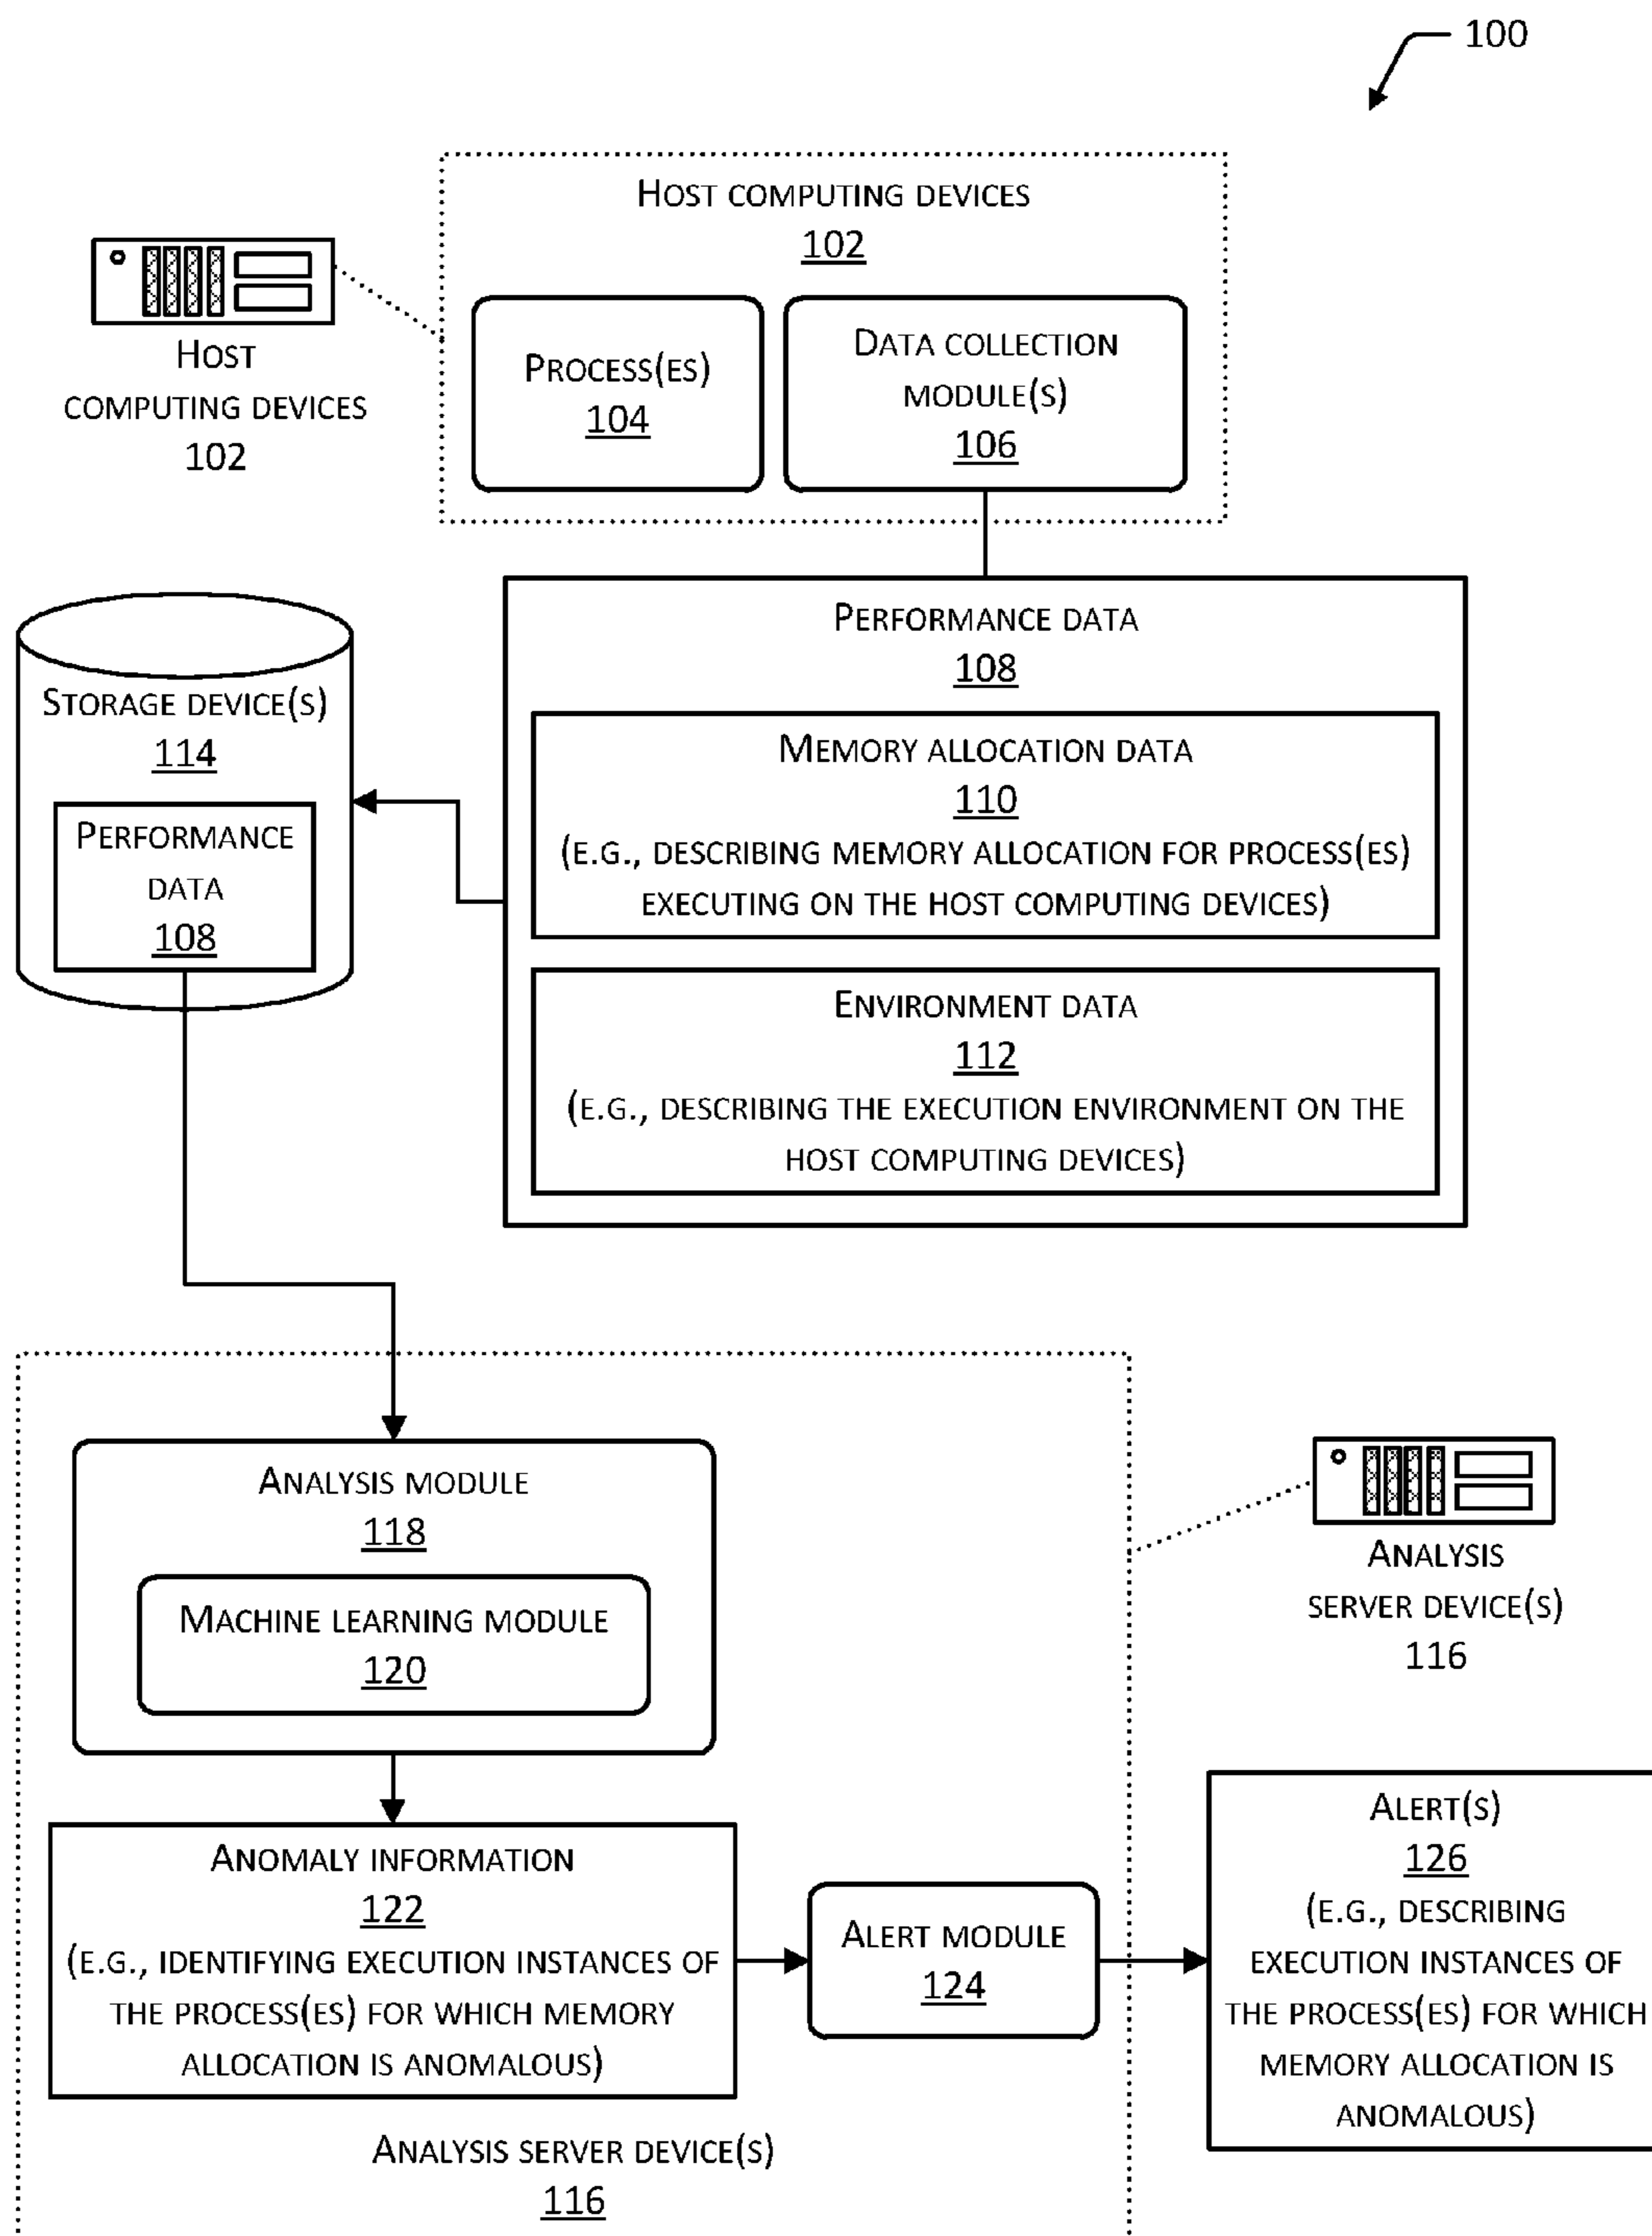 100
HOST COMPUTING DEVICES
102
HOST
COMPUTING DEVICES
102
PROCESS(ES)
104
DATA COLLECTION
MODULE(S)
106
PERFORMANCE DATA
108
MEMORY ALLOCATION DATA
110
(E.G., DESCRIBING MEMORY ALLOCATION FOR PROCESS(ES)
EXECUTING ON THE HOST COMPUTING DEVICES)
ENVIRONMENT DATA
112
(E.G., DESCRIBING THE EXECUTION ENVIRONMENT ON THE
HOST COMPUTING DEVICES)
STORAGE DEVICE(S)
114
PERFORMANCE
DATA
108
ANALYSIS MODULE
118
MACHINE LEARNING MODULE
120
ANALYSIS
SERVER DEVICE(S)
116
ANOMALY INFORMATION
122
(E.G., IDENTIFYING EXECUTION INSTANCES OF
THE PROCESS(ES) FOR WHICH MEMORY
ALLOCATION IS ANOMALOUS)
ALERT MODULE
124
ALERT(S)
126
(E.G., DESCRIBING
EXECUTION INSTANCES OF
THE PROCESS(ES) FOR WHICH
MEMORY ALLOCATION IS
ANOMALOUS)
ANALYSIS SERVER DEVICE(S)
116